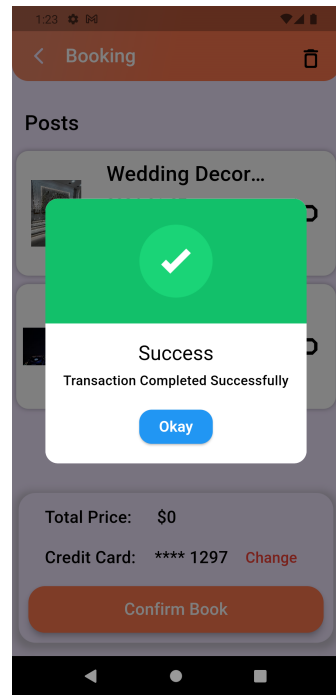 1:23
Booking
Posts
Wedding Decor...
Success
Transaction Completed Successfully
Okay
Total Price: $0
Credit Card: **** 1297 Change
Confirm Book